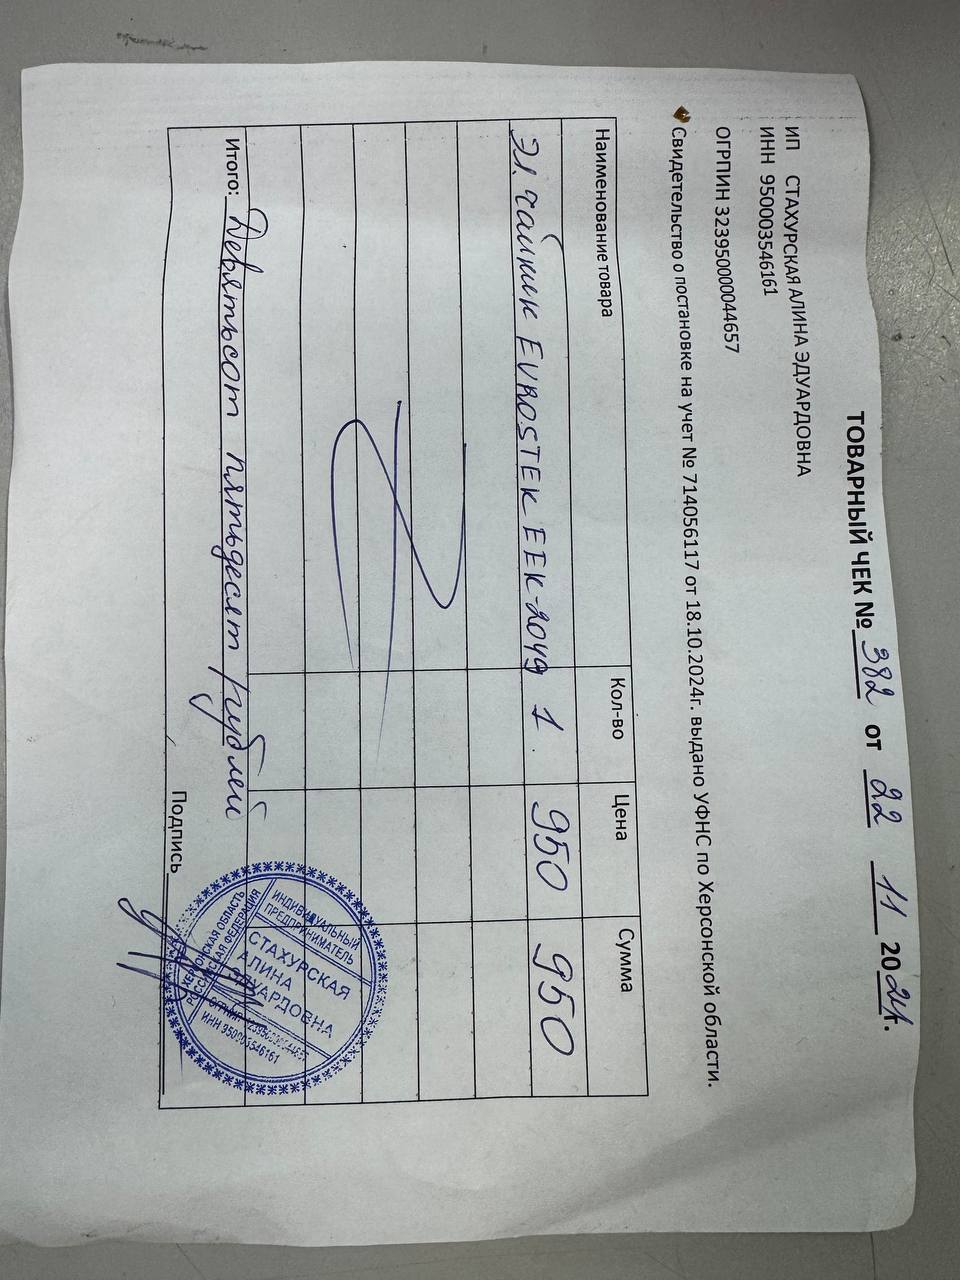 ТОВАРНЫЙ ЧЕК № 382 от 22 11 2024г.
ИП СТАХУРСКАЯ АЛИНА ЭДУАРДОВНА
ИНН 950003546161
ОГРПИН 323950000044657
Свидетельство о постановке на учет № 714056117 от 18.10.2024г. выдано УФНС по Херсонской области.
Наименование товара Кол-во Цена Сумма
Эл. чайник EVROSTEK EEK-2049 1 950 950
Итого: Девятьсот пятьдесят рублей
Подпись
ИНДИВИДУАЛЬНЫЙ
ПРЕДПРИНИМАТЕЛЬ
СТАХУРСКАЯ
АЛИНА
ЭДУАРДОВНА
ИНН 950003546161
ХЕРСОНСКАЯ ОБЛАСТЬ
РОССИЙСКАЯ ФЕДЕРАЦИЯ